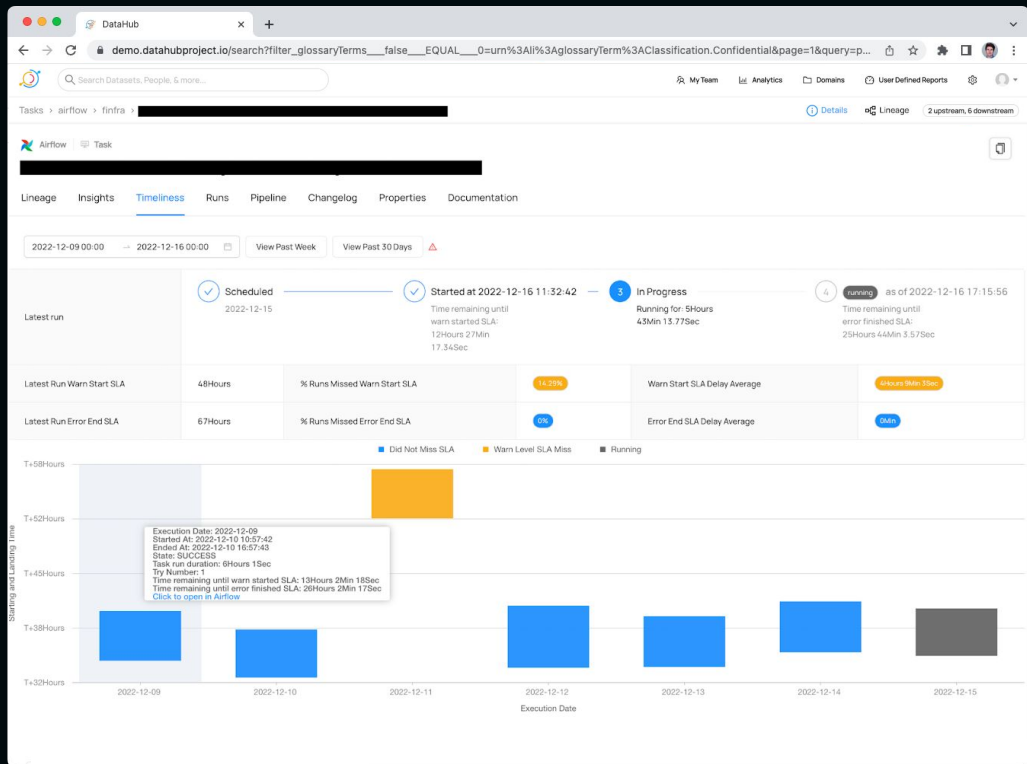 DataHub
demo.datahubproject.io/search?filter_glossaryTerms___false___EQUAL___0=urn%3Ali%3AglossaryTerm%3AClassification.Confidential&page=1&query=p...
Search Datasets, People, & more...
My Team
Analytics
Domains
User Defined Reports
Tasks > airflow > finfra >
Details
Lineage
2 upstream, 6 downstream
Airflow
Task
Lineage Insights Timeliness Runs Pipeline Changelog Properties Documentation
2022-12-09 00:00 → 2022-12-16 00:00
View Past Week
View Past 30 Days
Latest run
Scheduled
2022-12-15
Started at 2022-12-16 11:32:42
Time remaining until
warn started SLA:
12Hours 27Min
17.34Sec
3 In Progress
Running for: 5Hours
43Min 13.77Sec
4 running as of 2022-12-16 17:15:56
Time remaining until
error finished SLA:
25Hours 44Min 3.57Sec
Latest Run Warn Start SLA 48Hours % Runs Missed Warn Start SLA 14.29% Warn Start SLA Delay Average 4Hours 9Min 3Sec
Latest Run Error End SLA 67Hours % Runs Missed Error End SLA 0% Error End SLA Delay Average 0Min
Did Not Miss SLA Warn Level SLA Miss Running
Starting and Landing Time
T+58Hours
T+52Hours
T+45Hours
T+38Hours
T+32Hours
Execution Date: 2022-12-09
Started At: 2022-12-10 10:57:42
Ended At: 2022-12-10 16:57:43
State: SUCCESS
Task run duration: 6Hours 1Sec
Try Number: 1
Time remaining until warn started SLA: 13Hours 2Min 18Sec
Time remaining until error finished SLA: 26Hours 2Min 17Sec
Click to open in Airflow
2022-12-09 2022-12-10 2022-12-11 2022-12-12 2022-12-13 2022-12-14 2022-12-15
Execution Date